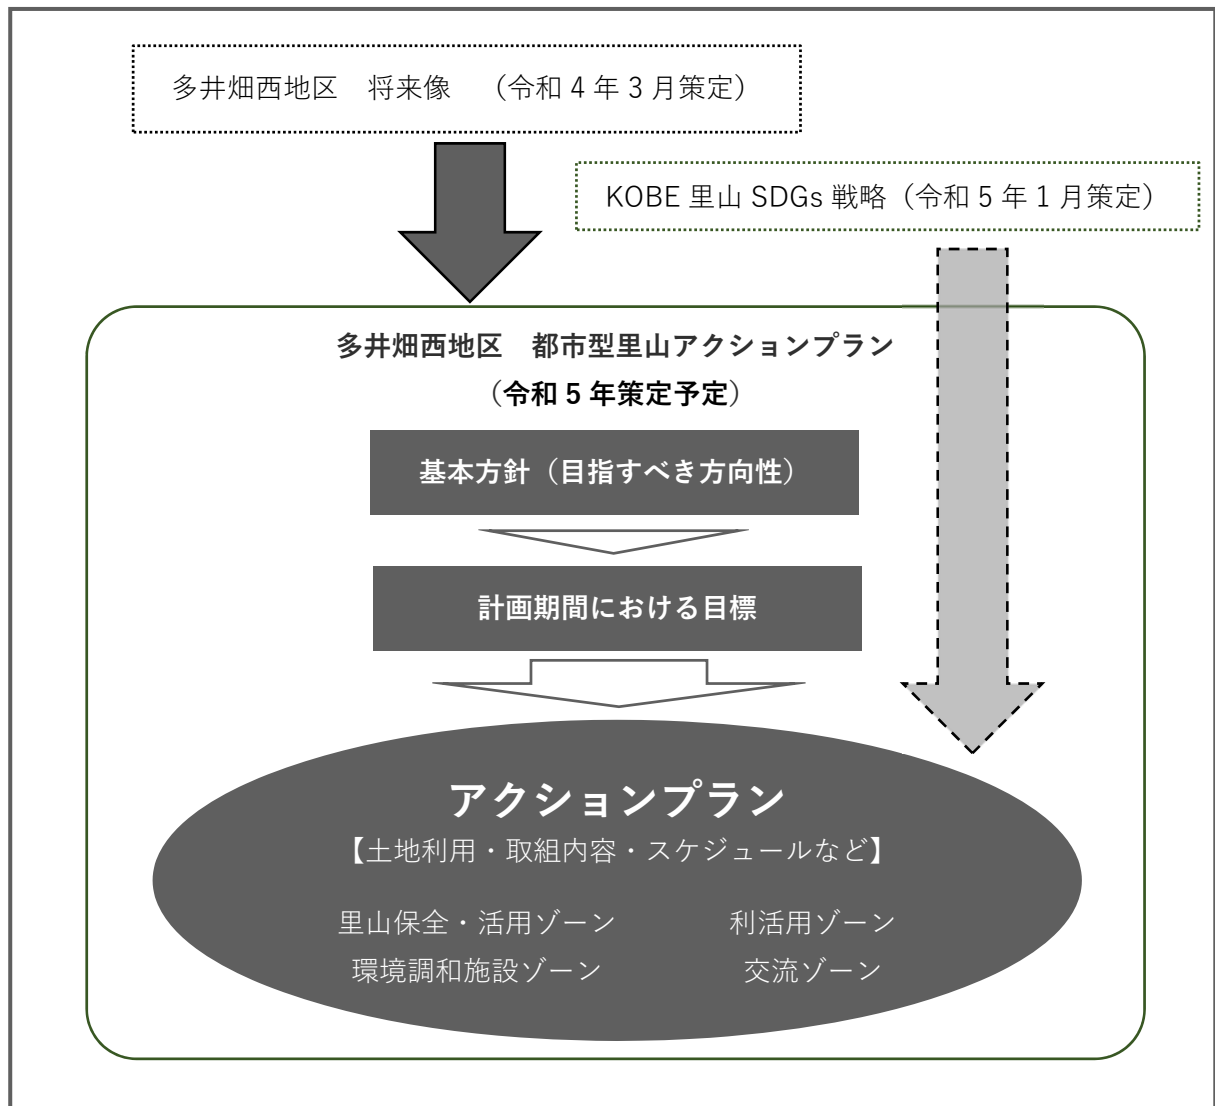 多井畑西地区　将来像　（令和 4 年 3 月策定）
KOBE 里山 SDGs 戦略（令和 5 年 1 月策定）
多井畑西地区　都市型里山アクションプラン
（令和 5 年策定予定）
基本方針（目指すべき方向性）
計画期間における目標
アクションプラン
【土地利用・取組内容・スケジュールなど】
里山保全・活用ゾーン　利活用ゾーン
環境調和施設ゾーン　交流ゾーン